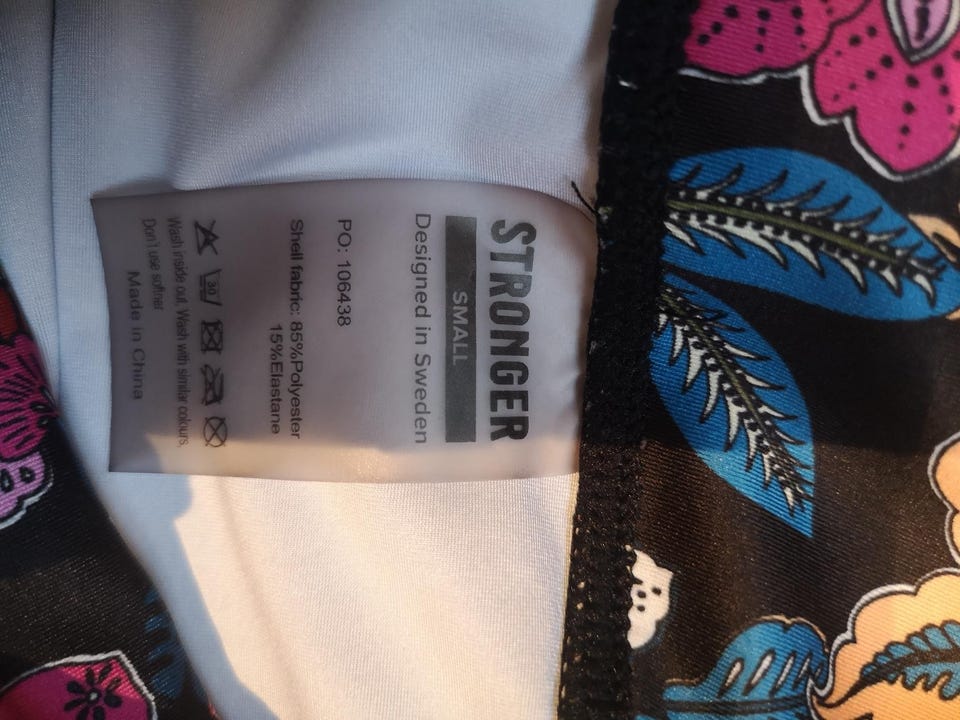 STRONGER
SMALL
Designed in Sweden
PO: 106438
Shell fabric: 85%Polyester
15%Elastane
30
Wash inside out. Wash with similar colours.
Don't use softner
Made in China